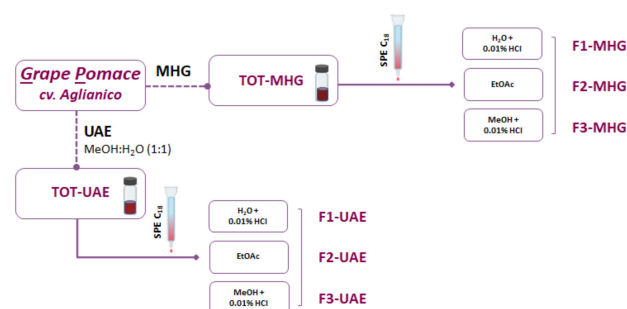 Grape Pomace
cv. Aglianico
MHG
TOT-MHG
SPE C18
H2O +
0.01% HCl
F1-MHG
EtOAc
F2-MHG
MeOH +
0.01% HCl
F3-MHG
UAE
MeOH:H2O (1:1)
TOT-UAE
SPE C18
H2O +
0.01% HCl
F1-UAE
EtOAc
F2-UAE
MeOH +
0.01% HCl
F3-UAE